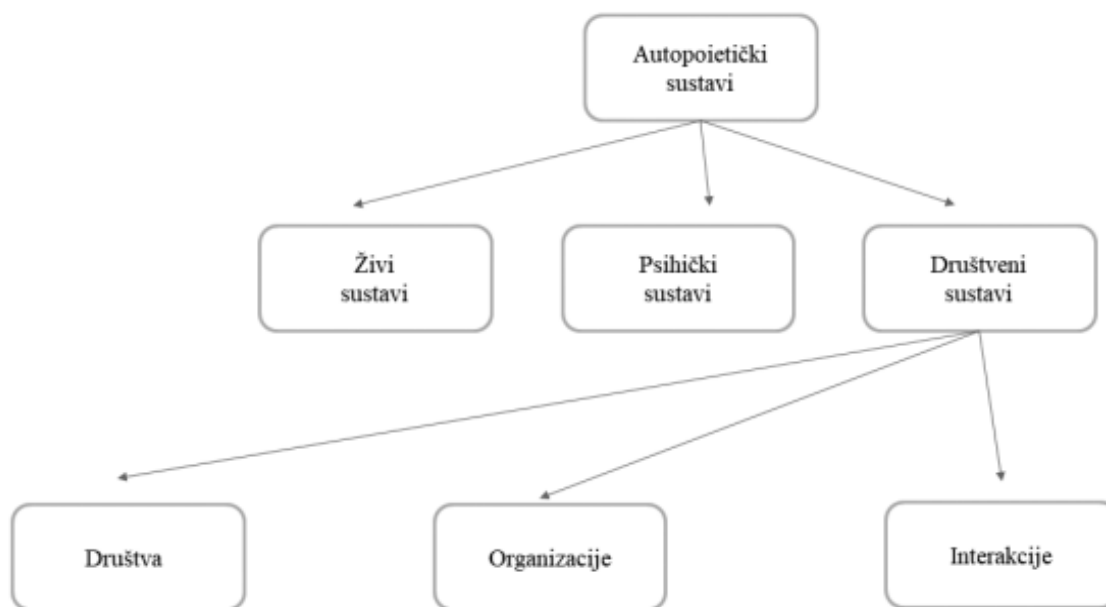 Autopoietički
sustavi
Živi
sustavi
Psihički
sustavi
Društveni
sustavi
Društva
Organizacije
Interakcije